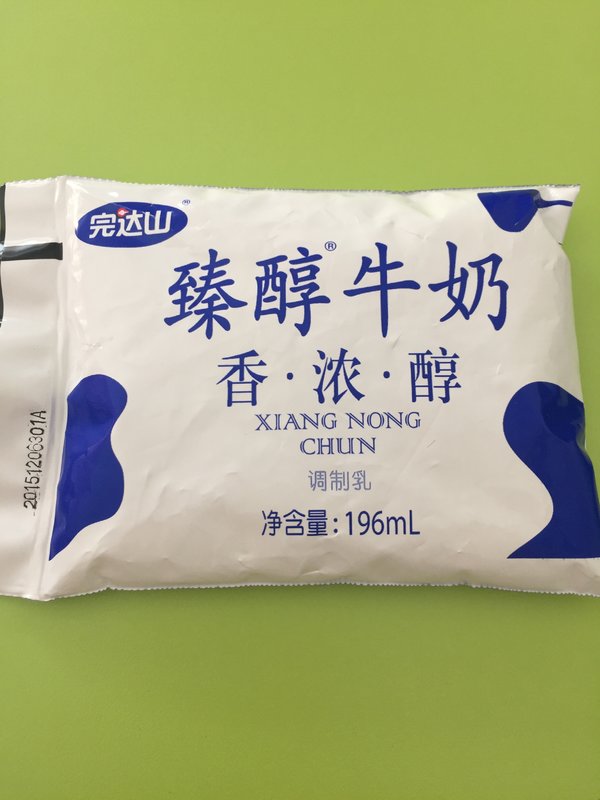 完达山®
臻醇®牛奶
香·浓·醇
XIANG NONG
CHUN
调制乳
净含量:196mL
20151206301A